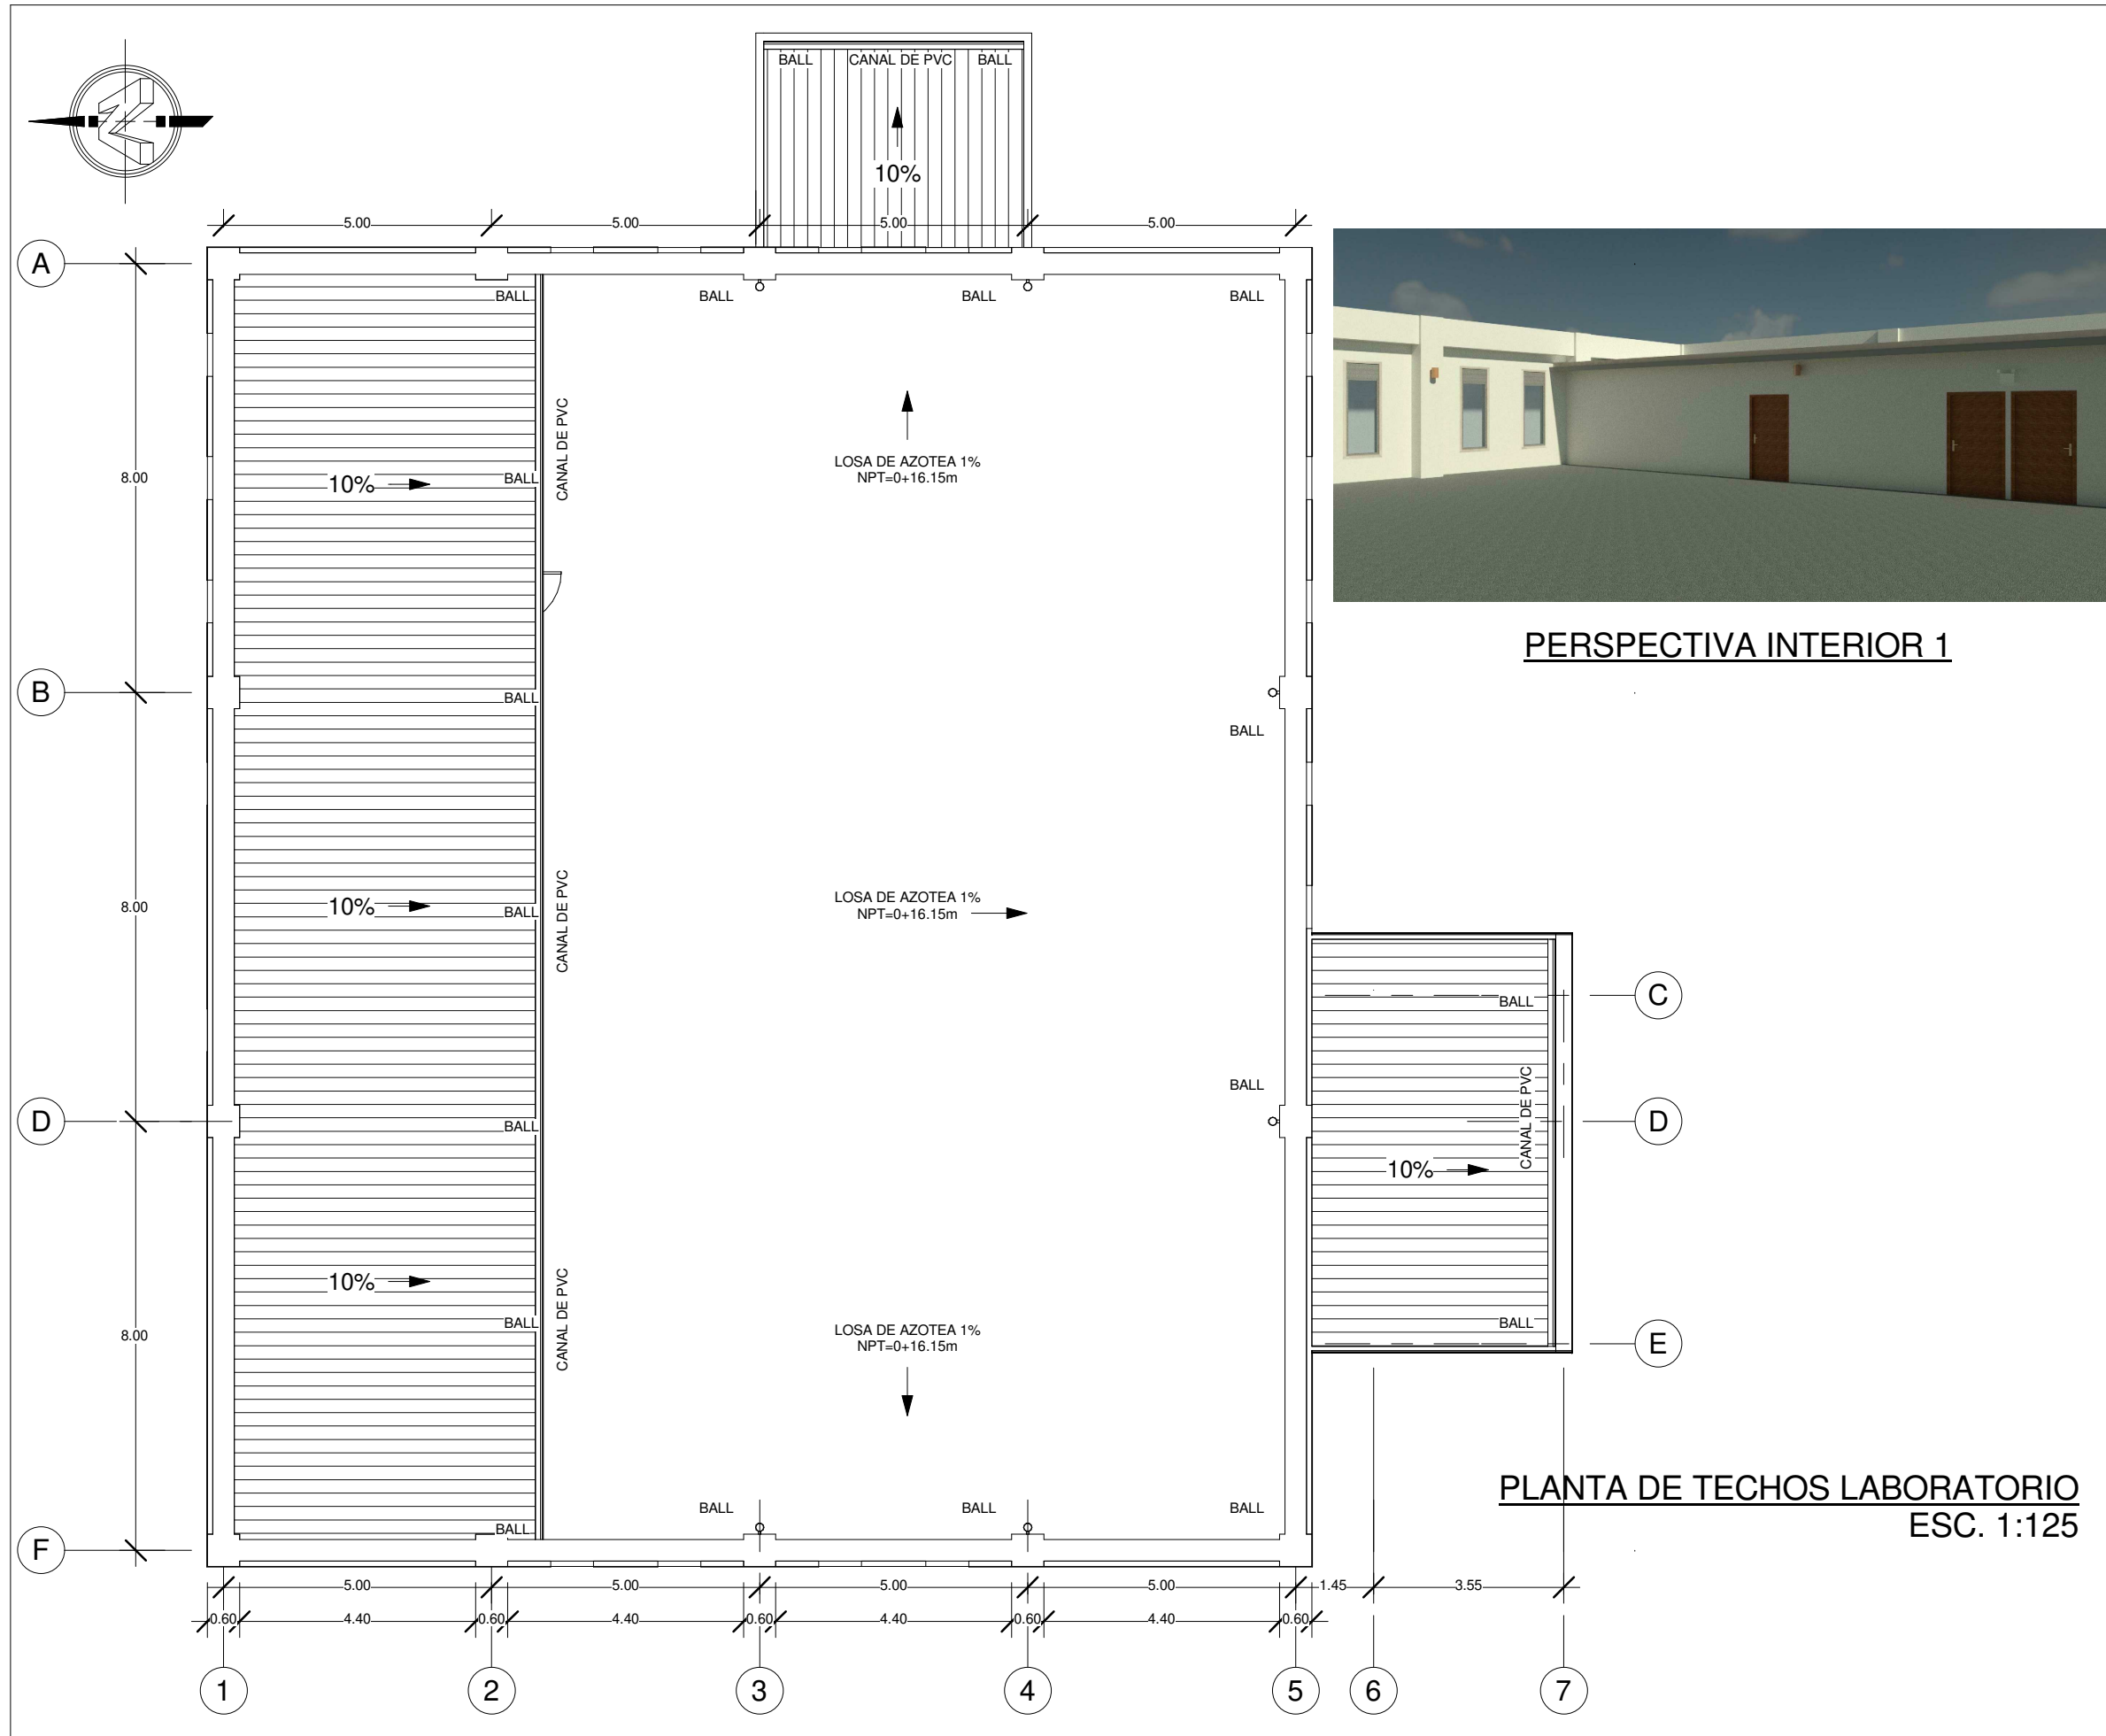 BALL
CANAL DE PVC
BALL
N
10%
5.00
5.00
5.00
5.00
A
BALL
BALL
BALL
BALL
CANAL DE PVC
LOSA DE AZOTEA 1%
NPT=0+16.15m
8.00
10%
BALL
PERSPECTIVA INTERIOR 1
B
BALL
BALL
CANAL DE PVC
LOSA DE AZOTEA 1%
NPT=0+16.15m
8.00
10%
BALL
C
BALL
BALL
CANAL DE PVC
D
BALL
D
10%
CANAL DE PVC
10%
8.00
BALL
LOSA DE AZOTEA 1%
NPT=0+16.15m
BALL
E
PLANTA DE TECHOS LABORATORIO
ESC. 1:125
BALL
BALL
BALL
BALL
F
5.00
5.00
5.00
5.00
1.45
3.55
0.60
4.40
0.60
4.40
0.60
4.40
0.60
4.40
0.60
1
2
3
4
5
6
7